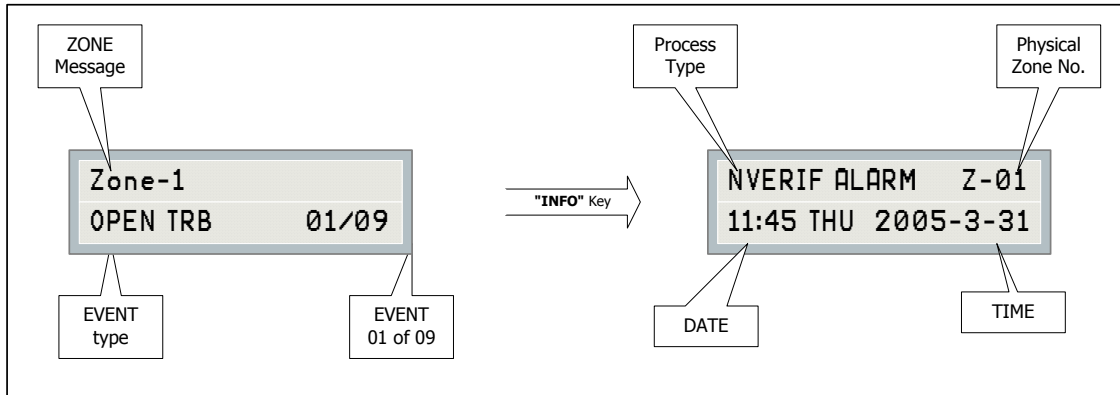 ZONE
Message
Process
Type
Physical
Zone No.
Zone-1
OPEN TRB 01/09
"INFO" Key
NVERIF ALARM Z-01
11:45 THU 2005-3-31
EVENT
type
EVENT
01 of 09
DATE
TIME